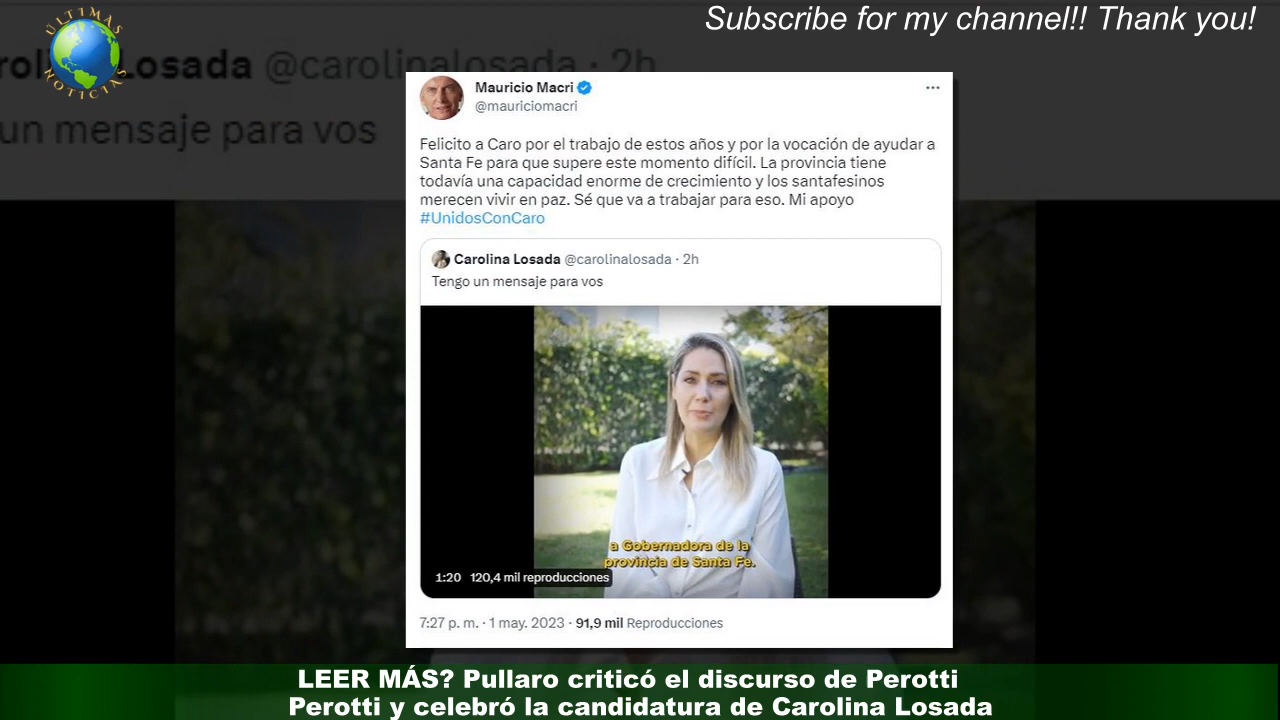 Subscribe for my channel!! Thank you!
ÚLTIMAS
NOTICIAS
rolina Losada @carolinalosada · 2h
un mensaje para vos
Mauricio Macri
@mauriciomacri
Felicito a Caro por el trabajo de estos años y por la vocación de ayudar a
Santa Fe para que supere este momento difícil. La provincia tiene
todavía una capacidad enorme de crecimiento y los santafesinos
merecen vivir en paz. Sé que va a trabajar para eso. Mi apoyo
#UnidosConCaro
Carolina Losada @carolinalosada · 2h
Tengo un mensaje para vos
a Gobernadora de la
provincia de Santa Fe.
1:20 120,4 mil reproducciones
7:27 p. m. · 1 may. 2023 · 91,9 mil Reproducciones
LEER MÁS? Pullaro criticó el discurso de Perotti
Perotti y celebró la candidatura de Carolina Losada